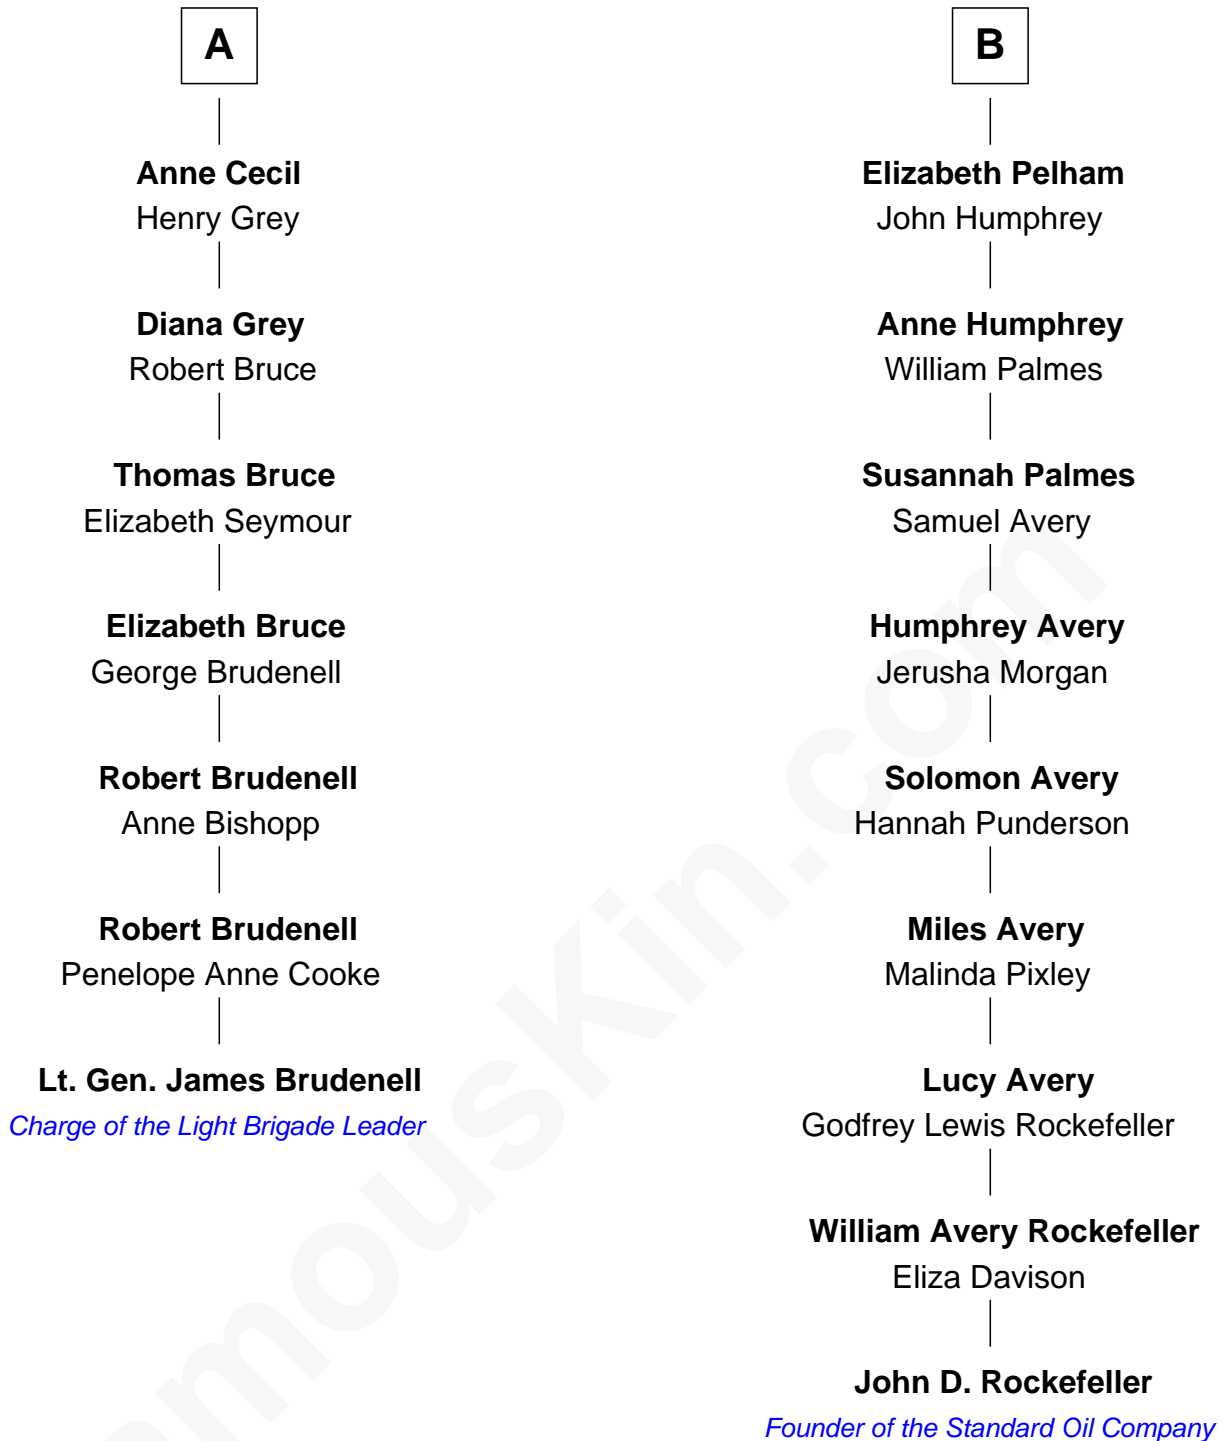 A
Anne Cecil
Henry Grey
Diana Grey
Robert Bruce
Thomas Bruce
Elizabeth Seymour
Elizabeth Bruce
George Brudenell
Robert Brudenell
Anne Bishopp
Robert Brudenell
Penelope Anne Cooke
Lt. Gen. James Brudenell
Charge of the Light Brigade Leader
B
Elizabeth Pelham
John Humphrey
Anne Humphrey
William Palmes
Susannah Palmes
Samuel Avery
Humphrey Avery
Jerusha Morgan
Solomon Avery
Hannah Punderson
Miles Avery
Malinda Pixley
Lucy Avery
Godfrey Lewis Rockefeller
William Avery Rockefeller
Eliza Davison
John D. Rockefeller
Founder of the Standard Oil Company
amousKin.com